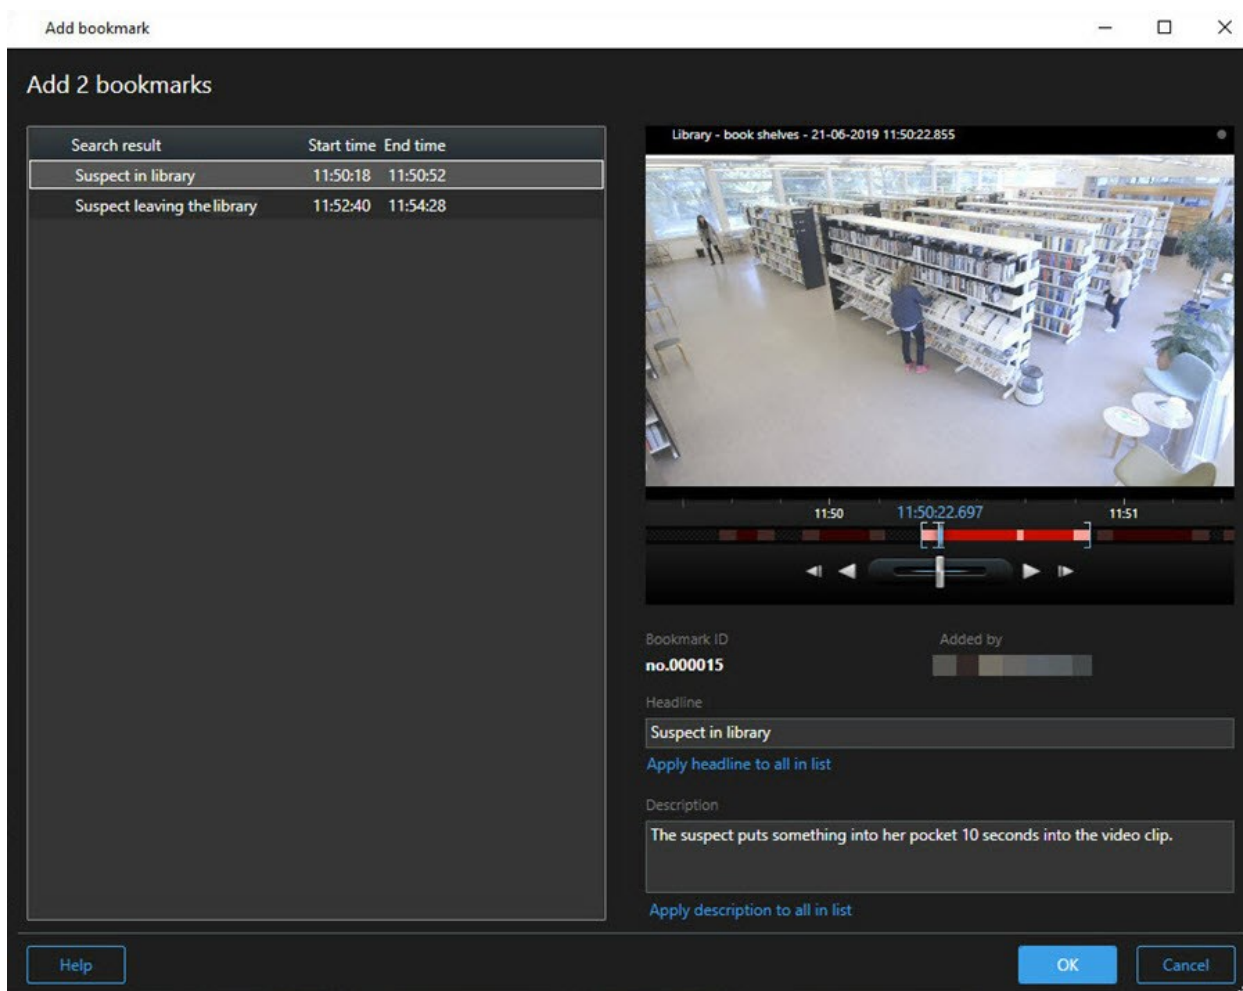 Add bookmark
Add 2 bookmarks
Search result Start time End time
Suspect in library 11:50:18 11:50:52
Suspect leaving the library 11:52:40 11:54:28
Library - book shelves - 21-06-2019 11:50:22.855
11:50 11:50:22.697 11:51
Bookmark ID Added by
no.000015
Headline
Suspect in library
Apply headline to all in list
Description
The suspect puts something into her pocket 10 seconds into the video clip.
Apply description to all in list
Help OK Cancel